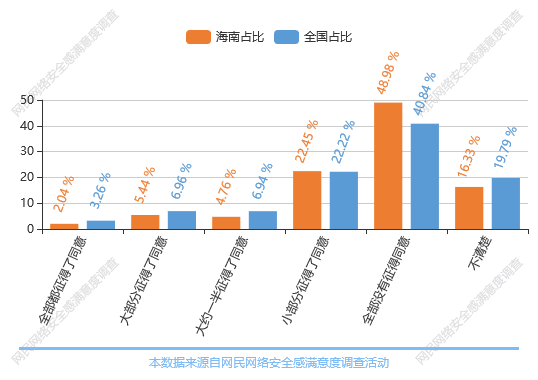 网民网络安全感满意度调查
网民网络安全感满意度调查
海南占比 全国占比
50
40
30
20
10
0
2.04 % 3.26 % 5.44 % 6.96 % 4.76 % 6.94 % 22.45 % 22.22 % 48.98 % 40.84 % 16.33 % 19.79 %
全部都征得了同意 大部分征得了同意 大约一半征得了同意 小部分征得了同意 全部没有征得同意 不清楚
网民网络安全感满意度调查
网民网络安全感满意度调查
本数据来源自网民网络安全感满意度调查活动